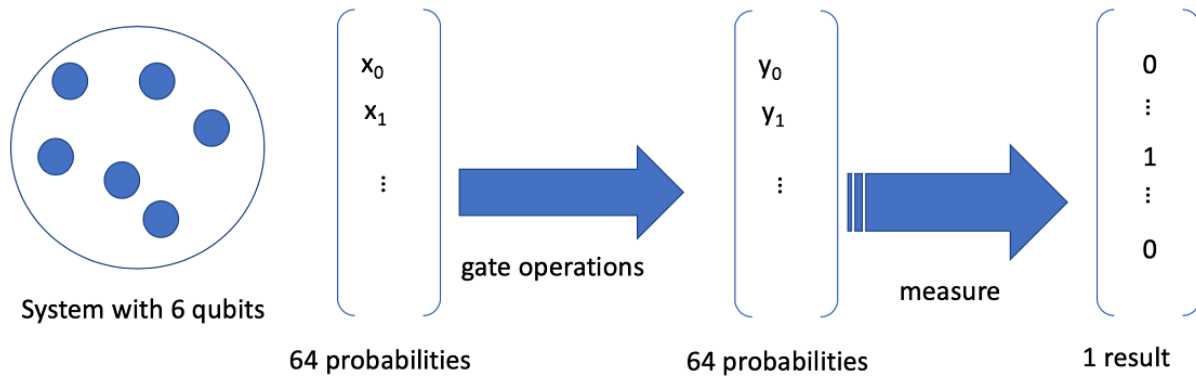 System with 6 qubits
x₀
x₁
⋮
64 probabilities
gate operations
y₀
y₁
⋮
64 probabilities
measure
0
⋮
1
⋮
0
1 result